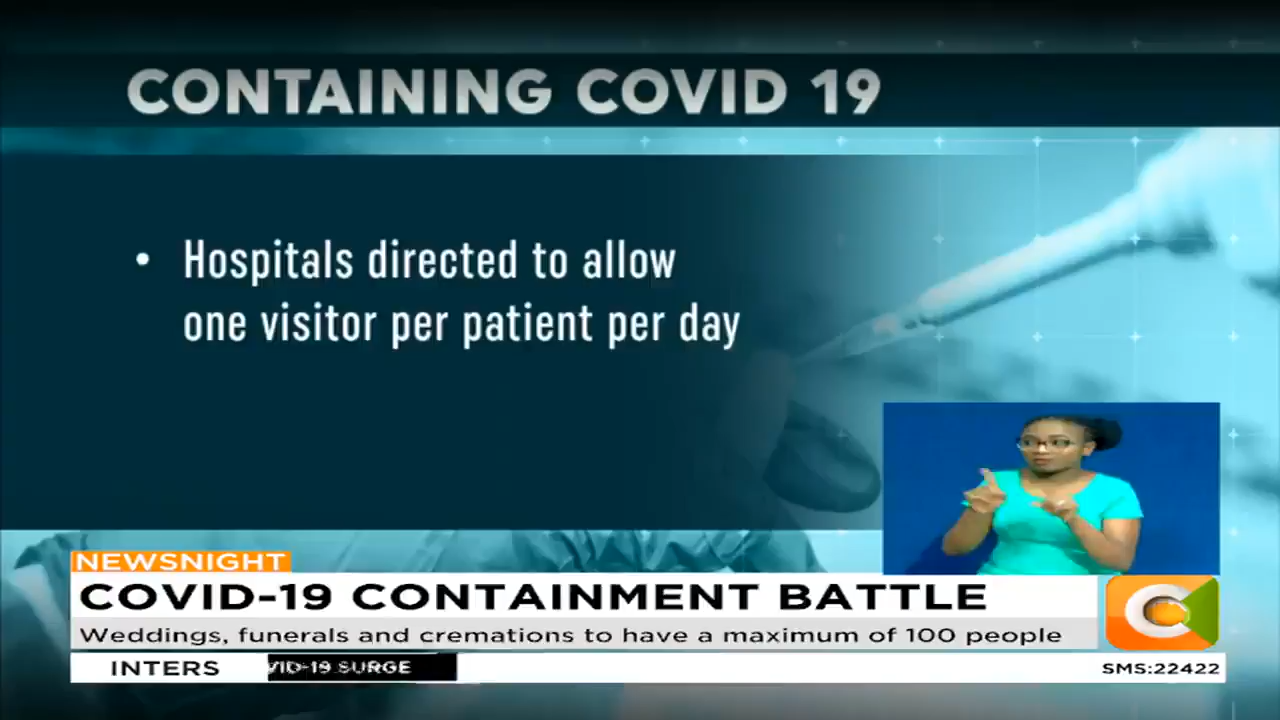 CONTAINING COVID 19
• Hospitals directed to allow
one visitor per patient per day
NEWSNIGHT
COVID-19 CONTAINMENT BATTLE
Weddings, funerals and cremations to have a maximum of 100 people
INTERS
VID-19 SURGE
SMS:22422